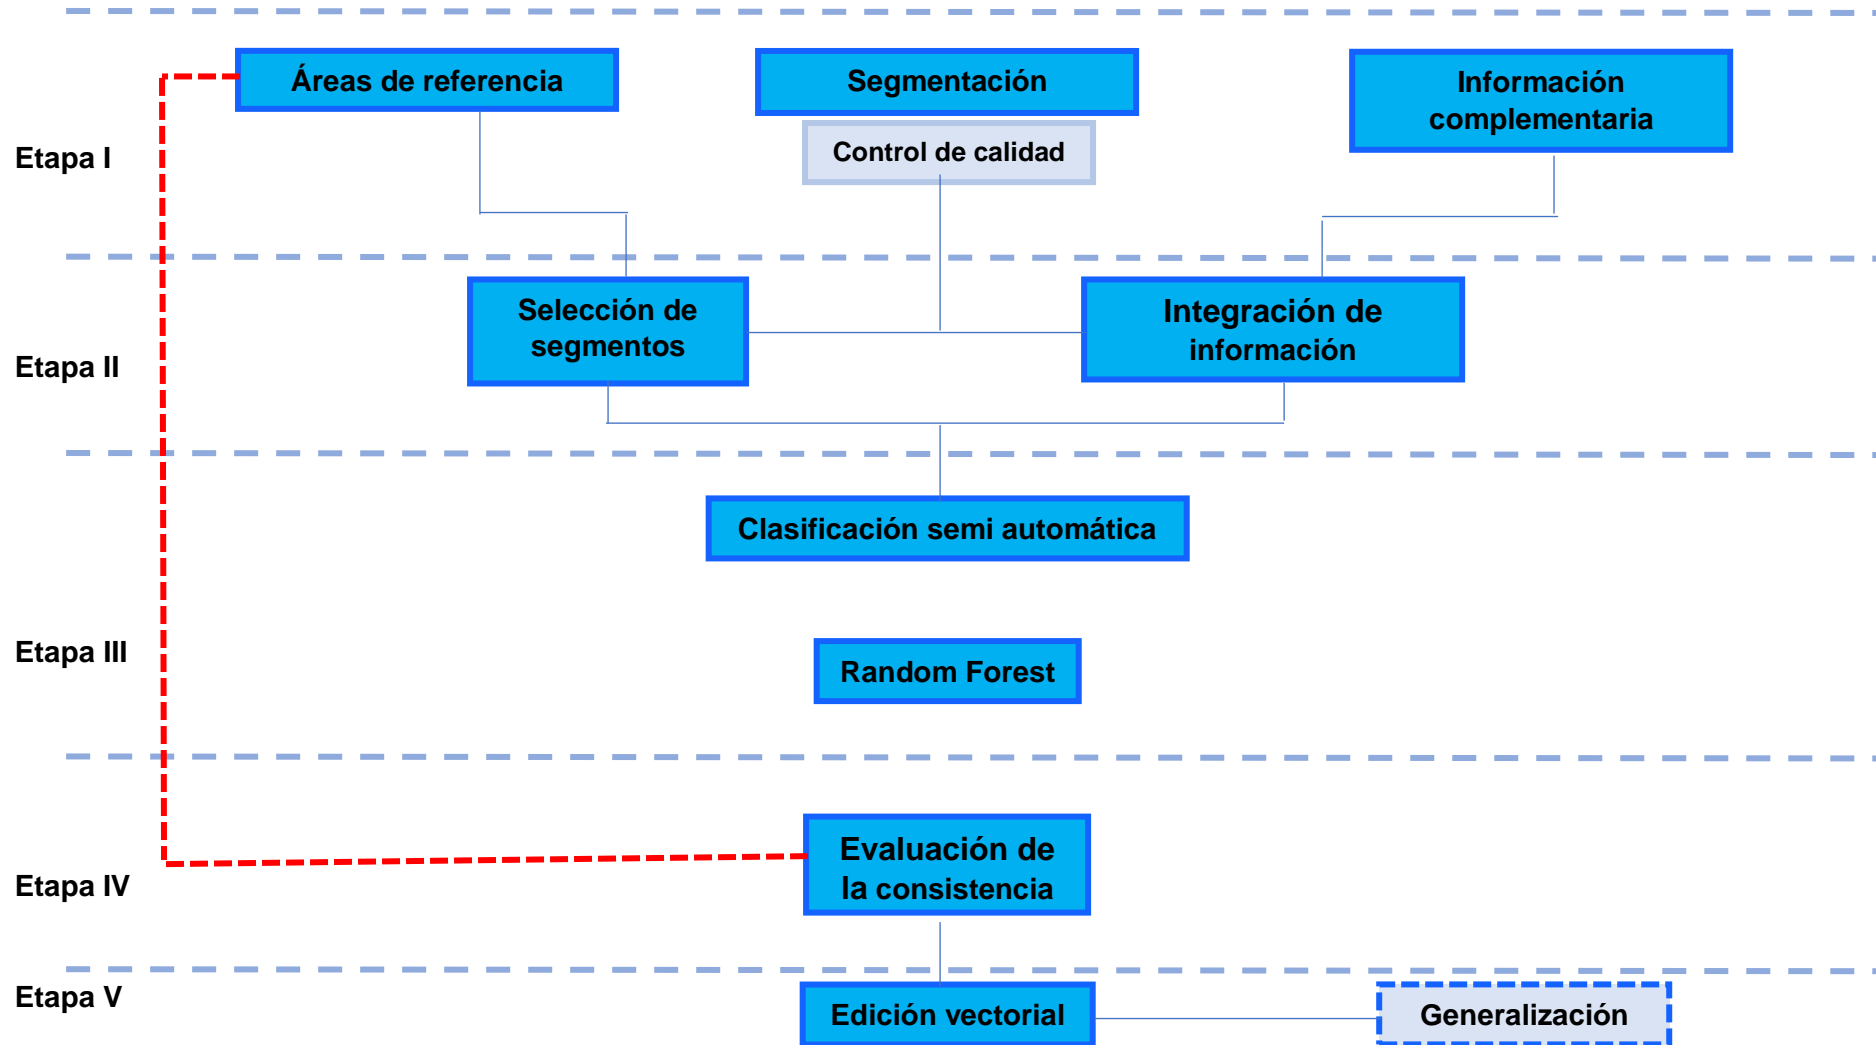 Áreas de referencia
Segmentación
Información
complementaria
Control de calidad
Etapa I
Selección de
segmentos
Integración de
información
Etapa II
Clasificación semi automática
Etapa III
Random Forest
Evaluación de
la consistencia
Etapa IV
Etapa V
Edición vectorial
Generalización